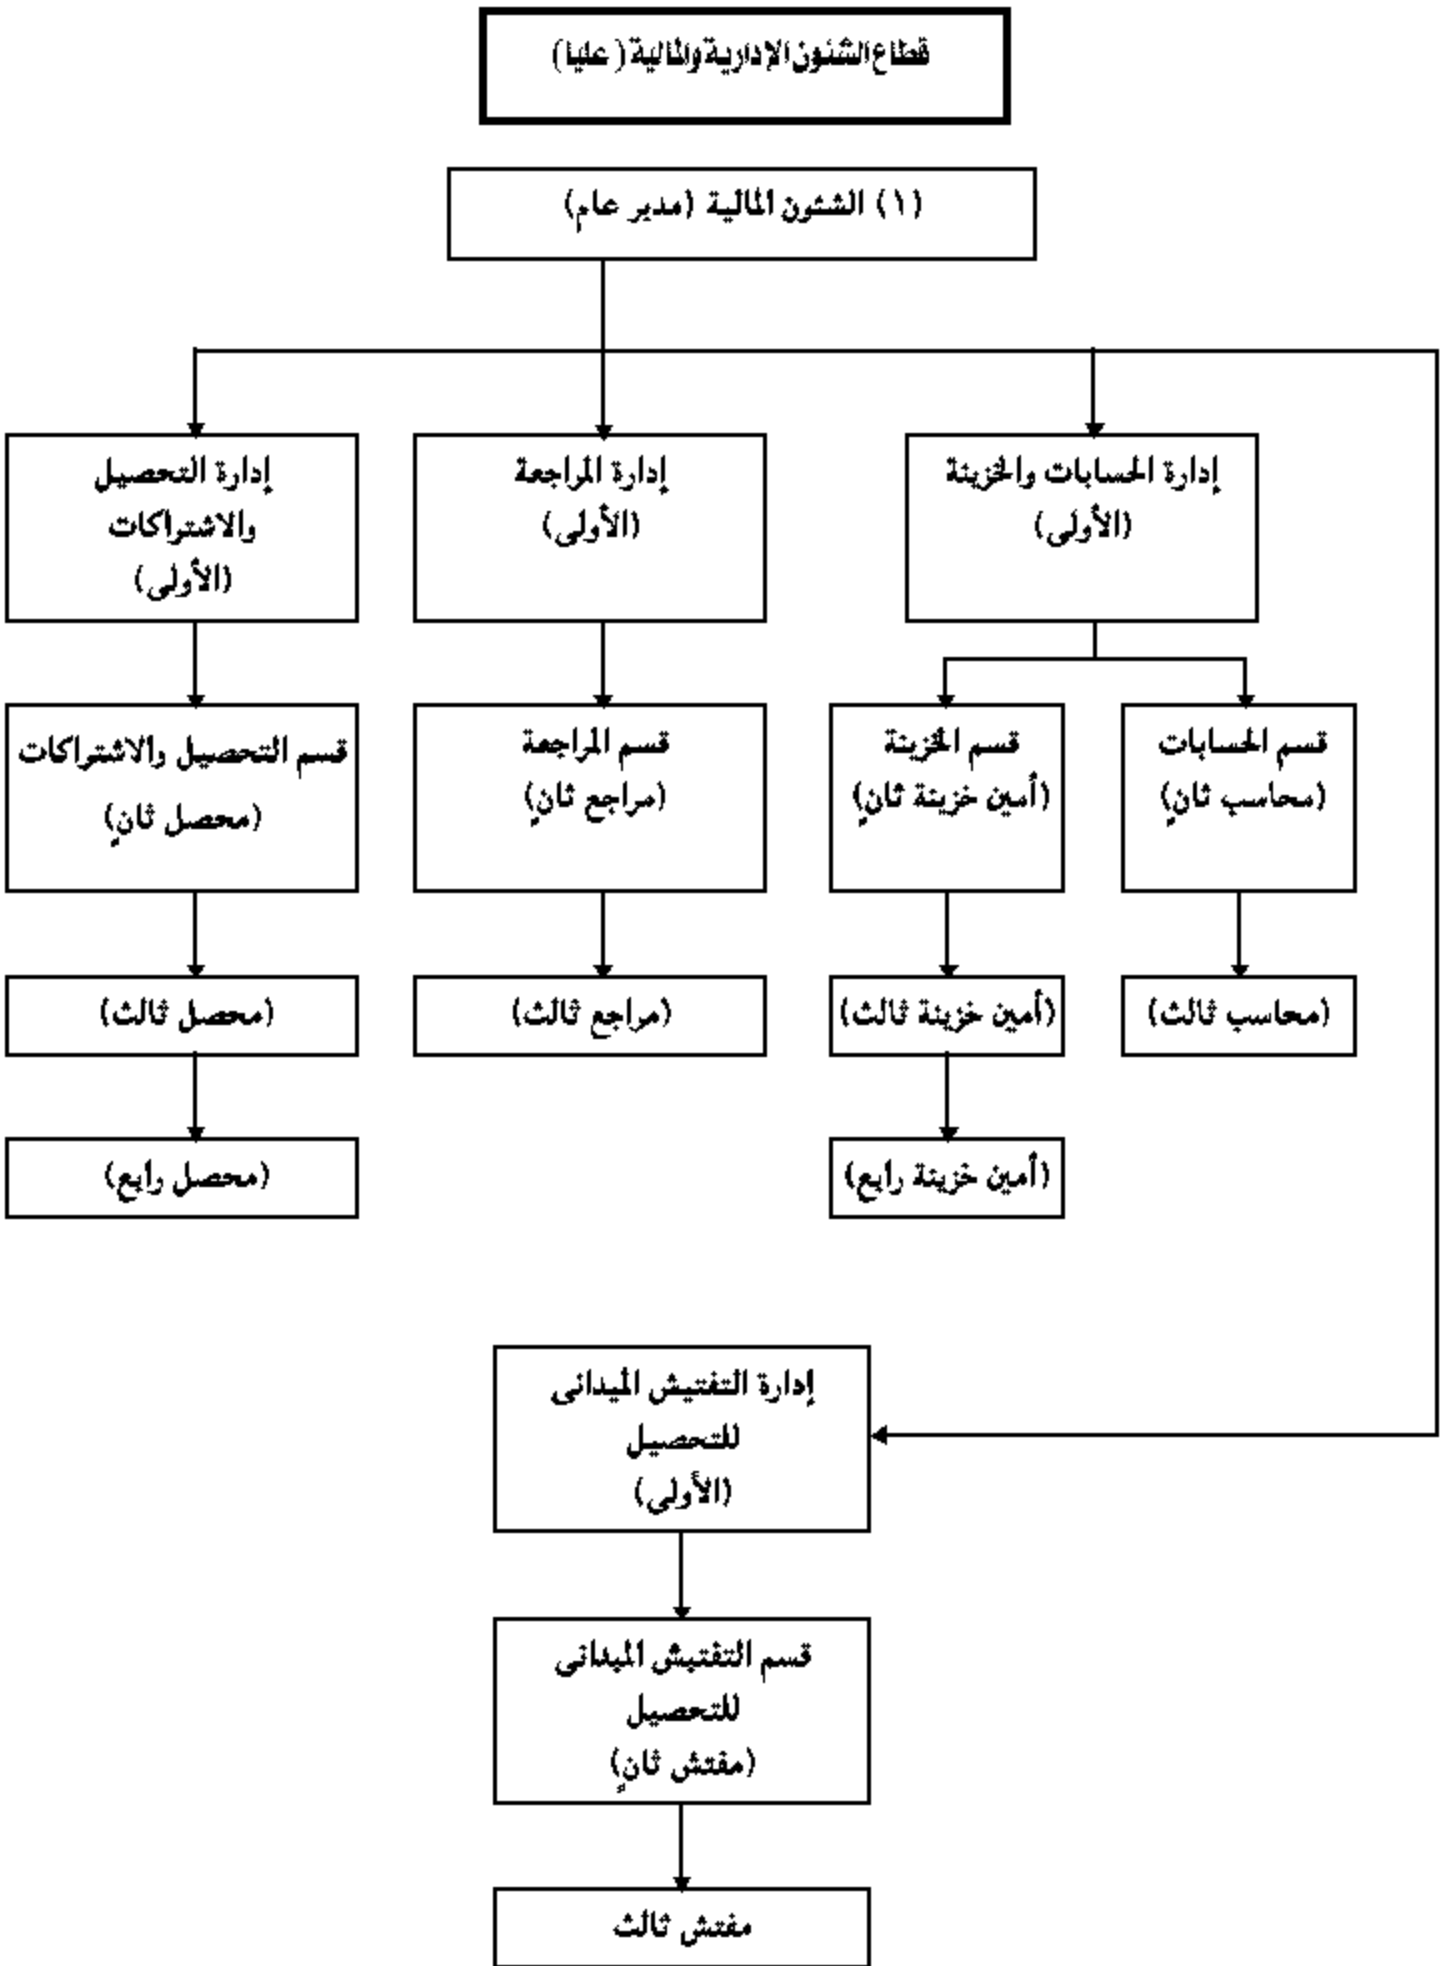 قطاع الشئون الإدارية والمالية (عليا)
(١) الشئون المالية (مدير عام)
إدارة الحسابات والخزينة
(الأولى)
إدارة المراجعة
(الأولى)
إدارة التحصيل
والاشتراكات
(الأولى)
قسم الحسابات
(محاسب ثانٍ)
قسم الخزينة
(أمين خزينة ثانٍ)
قسم المراجعة
(مراجع ثانٍ)
قسم التحصيل والاشتراكات
(محصل ثانٍ)
(محاسب ثالث)
(أمين خزينة ثالث)
(مراجع ثالث)
(محصل ثالث)
(أمين خزينة رابع)
(محصل رابع)
إدارة التفتيش الميدانى
للتحصيل
(الأولى)
قسم التفتيش الميدانى
للتحصيل
(مفتش ثانٍ)
مفتش ثالث